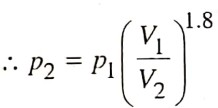 ∴ p₂ = p₁(V₁/V₂)^1.8